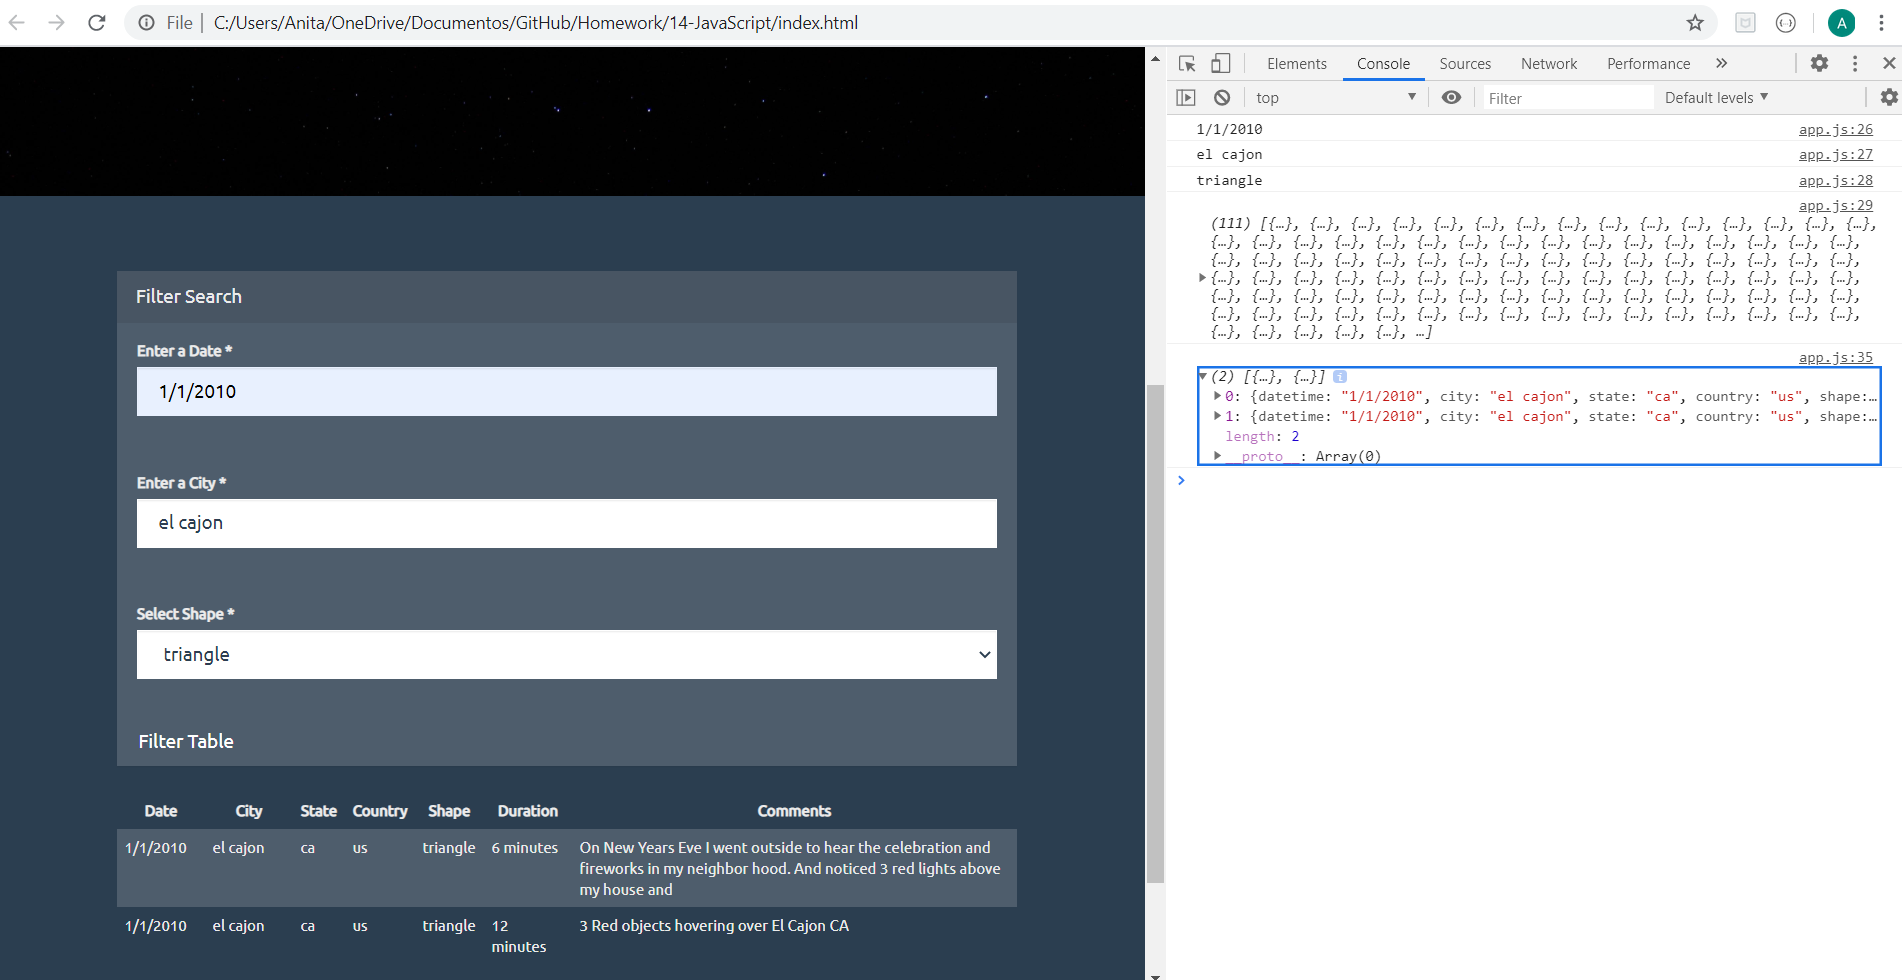 File | C:/Users/Anita/OneDrive/Documentos/GitHub/Homework/14-JavaScript/index.html
A
Filter Search
Enter a Date *
1/1/2010
Enter a City *
el cajon
Select Shape *
triangle
Filter Table
Date City State Country Shape Duration Comments
1/1/2010 el cajon ca us triangle 6 minutes On New Years Eve I went outside to hear the celebration and
fireworks in my neighbor hood. And noticed 3 red lights above
my house and
1/1/2010 el cajon ca us triangle 12 3 Red objects hovering over El Cajon CA
minutes
Elements Console Sources Network Performance »
top Filter Default levels
1/1/2010 app.js:26
el cajon app.js:27
triangle app.js:28
app.js:29
(111) [{…}, {…}, {…}, {…}, {…}, {…}, {…}, {…}, {…}, {…}, {…}, {…}, {…}, {…}, {…},
{…}, {…}, {…}, {…}, {…}, {…}, {…}, {…}, {…}, {…}, {…}, {…}, {…}, {…}, {…}, {…},
{…}, {…}, {…}, {…}, {…}, {…}, {…}, {…}, {…}, {…}, {…}, {…}, {…}, {…}, {…}, {…},
{…}, {…}, {…}, {…}, {…}, {…}, {…}, {…}, {…}, {…}, {…}, {…}, {…}, {…}, {…}, {…},
{…}, {…}, {…}, {…}, {…}, {…}, {…}, {…}, {…}, {…}, {…}, {…}, {…}, {…}, {…}, {…},
{…}, {…}, {…}, {…}, {…}, {…}, {…}, {…}, {…}, {…}, {…}, {…}, {…}, {…}, {…}, {…},
{…}, {…}, {…}, {…}, {…}, …]
app.js:35
(2) [{…}, {…}] i
0: {datetime: "1/1/2010", city: "el cajon", state: "ca", country: "us", shape:…
1: {datetime: "1/1/2010", city: "el cajon", state: "ca", country: "us", shape:…
length: 2
__proto__: Array(0)